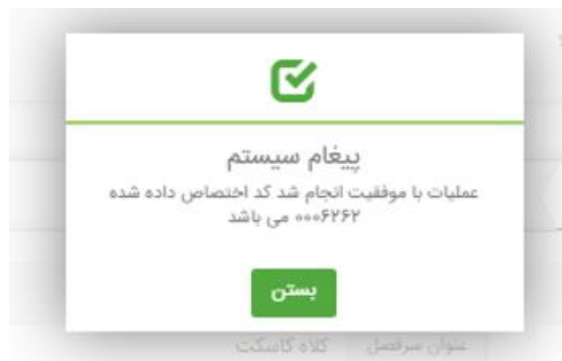 پیغام سیستم
عملیات با موفقیت انجام شد کد اختصاص داده شده
۰۰۰۶۲۶۲ می باشد
بستن
عنوان سرفصل کلاه کاسکت